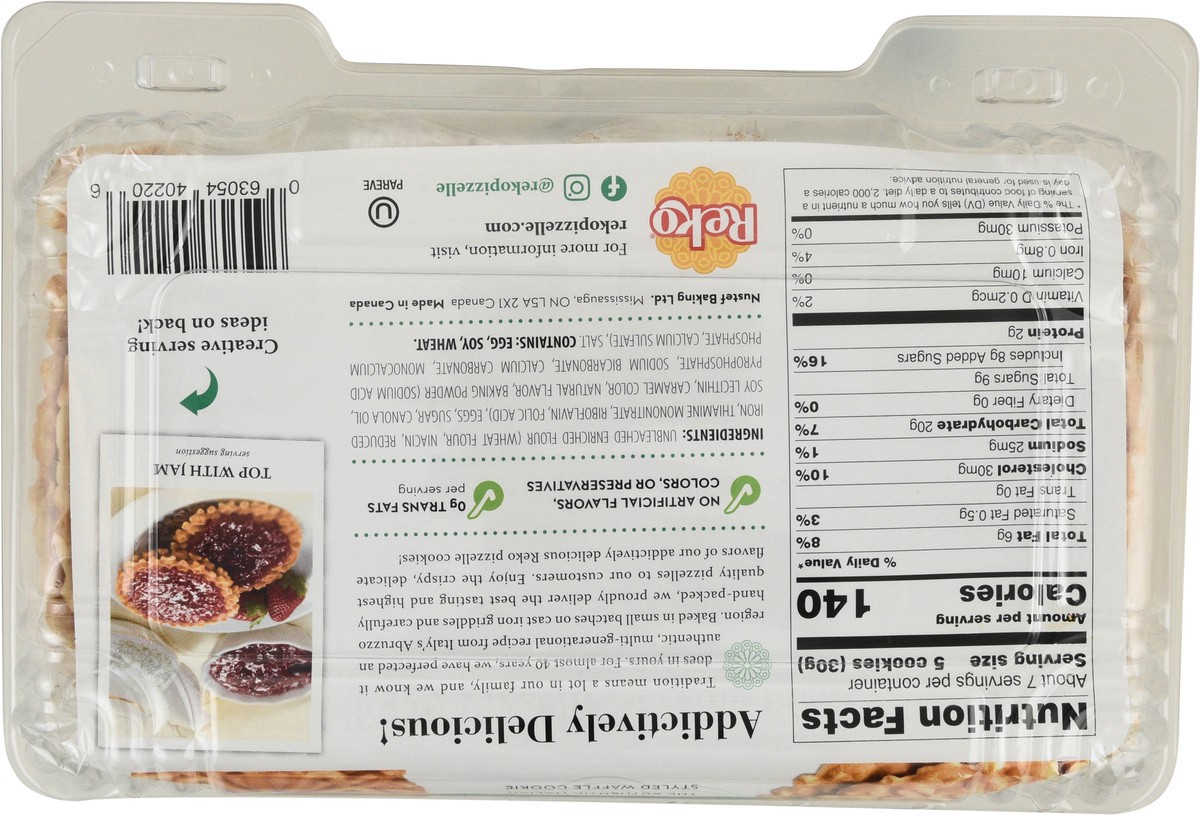 THE AUTHENTIC ITALIAN
STYLED WAFFLE COOKIE
Nutrition Facts
About 7 servings per container
Serving size 5 cookies (30g)
Amount per serving
Calories 140
% Daily Value*
Total Fat 6g 8%
Saturated Fat 0.5g 3%
Trans Fat 0g
Cholesterol 30mg 10%
Sodium 25mg 1%
Total Carbohydrate 20g 7%
Dietary Fiber 0g 0%
Total Sugars 9g
Includes 8g Added Sugars 16%
Protein 2g
Vitamin D 0.2mcg 2%
Calcium 10mg 0%
Iron 0.8mg 4%
Potassium 30mg 0%
* The % Daily Value (DV) tells you how much a nutrient in a
serving of food contributes to a daily diet. 2,000 calories a
day is used for general nutrition advice.
Addictively Delicious!
Tradition means a lot in our family, and we know it
does in yours. For almost 40 years, we have perfected an
authentic, multi-generational recipe from Italy's Abruzzo
region. Baked in small batches on cast iron griddles and carefully
hand-packed, we proudly deliver the best tasting and highest
quality pizzelles to our customers. Enjoy the crispy, delicate
flavors of our addictively delicious Reko pizzelle cookies!
NO ARTIFICIAL FLAVORS,
COLORS, OR PRESERVATIVES
0g TRANS FATS
per serving
INGREDIENTS: UNBLEACHED ENRICHED FLOUR (WHEAT FLOUR, NIACIN, REDUCED
IRON, THIAMINE MONONITRATE, RIBOFLAVIN, FOLIC ACID), EGGS, SUGAR, CANOLA OIL,
SOY LECITHIN, CARAMEL COLOR, NATURAL FLAVOR, BAKING POWDER (SODIUM ACID
PYROPHOSPHATE, SODIUM BICARBONATE, CALCIUM CARBONATE, MONOCALCIUM
PHOSPHATE, CALCIUM SULFATE), SALT. CONTAINS: EGG, SOY, WHEAT.
Nustef Baking Ltd. Mississauga, ON L5A 2X1 Canada Made in Canada
Reko®
For more information, visit
rekopizzelle.com
@rekopizzelle
U
PAREVE
TOP WITH JAM
serving suggestion
Creative serving
ideas on back!
0 63054 40220 6